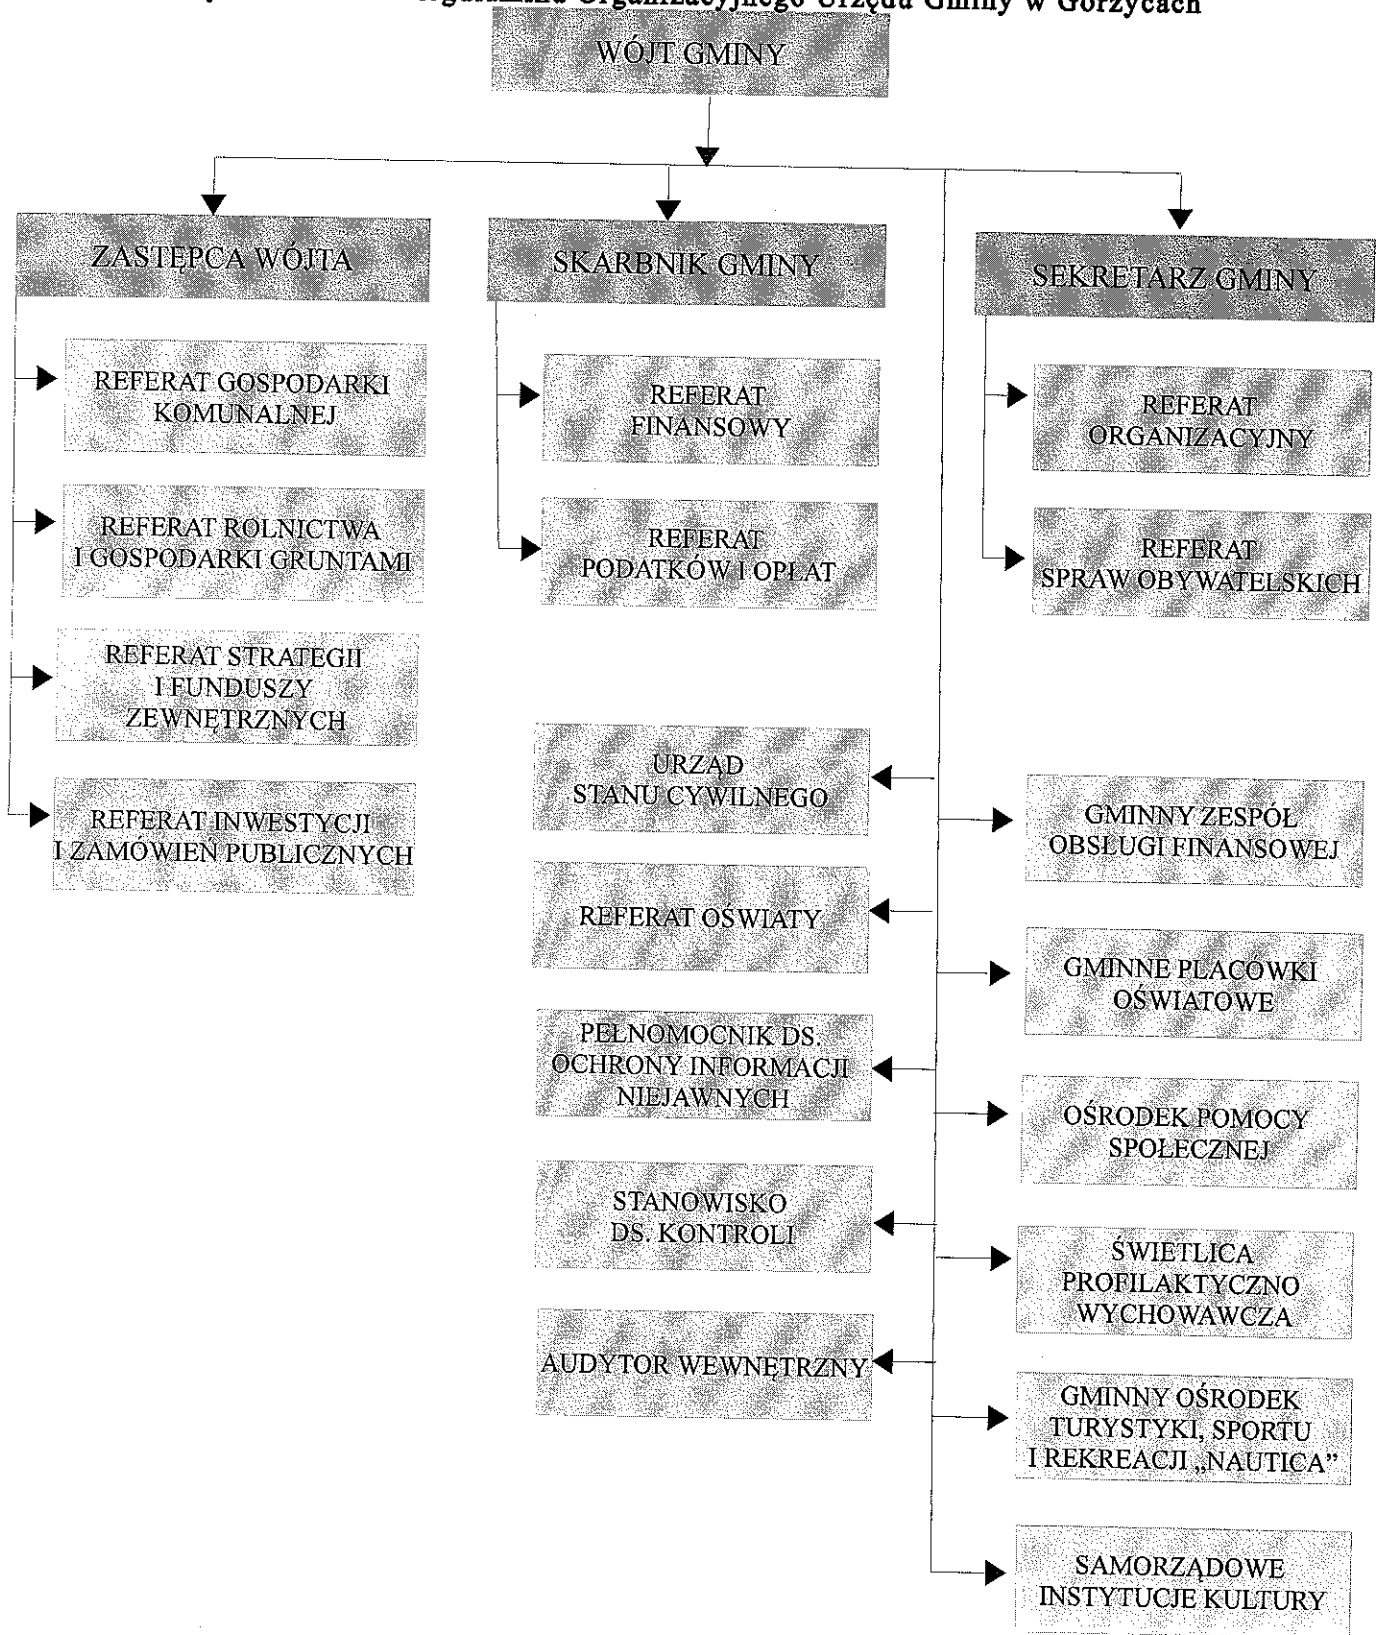 Organizacyjnego Urzędu Gminy w Gorzycach
WÓJT GMINY
ZASTĘPCA WÓJTA
REFERAT GOSPODARKI
KOMUNALNEJ
REFERAT ROLNICTWA
I GOSPODARKI GRUNTAMI
REFERAT STRATEGII
I FUNDUSZY
ZEWNĘTRZNYCH
REFERAT INWESTYCJI
I ZAMÓWIEŃ PUBLICZNYCH
SKARBNIK GMINY
REFERAT
FINANSOWY
REFERAT
PODATKÓW I OPŁAT
SEKRETARZ GMINY
REFERAT
ORGANIZACYJNY
REFERAT
SPRAW OBYWATELSKICH
URZĄD
STANU CYWILNEGO
REFERAT OŚWIATY
PEŁNOMOCNIK DS.
OCHRONY INFORMACJI
NIEJAWNYCH
STANOWISKO
DS. KONTROLI
AUDYTOR WEWNĘTRZNY
GMINNY ZESPÓŁ
OBSŁUGI FINANSOWEJ
GMINNE PLACÓWKI
OŚWIATOWE
OŚRODEK POMOCY
SPOŁECZNEJ
ŚWIETLICA
PROFILAKTYCZNO
WYCHOWAWCZA
GMINNY OŚRODEK
TURYSTYKI, SPORTU
I REKREACJI „NAUTICA”
SAMORZĄDOWE
INSTYTUCJE KULTURY